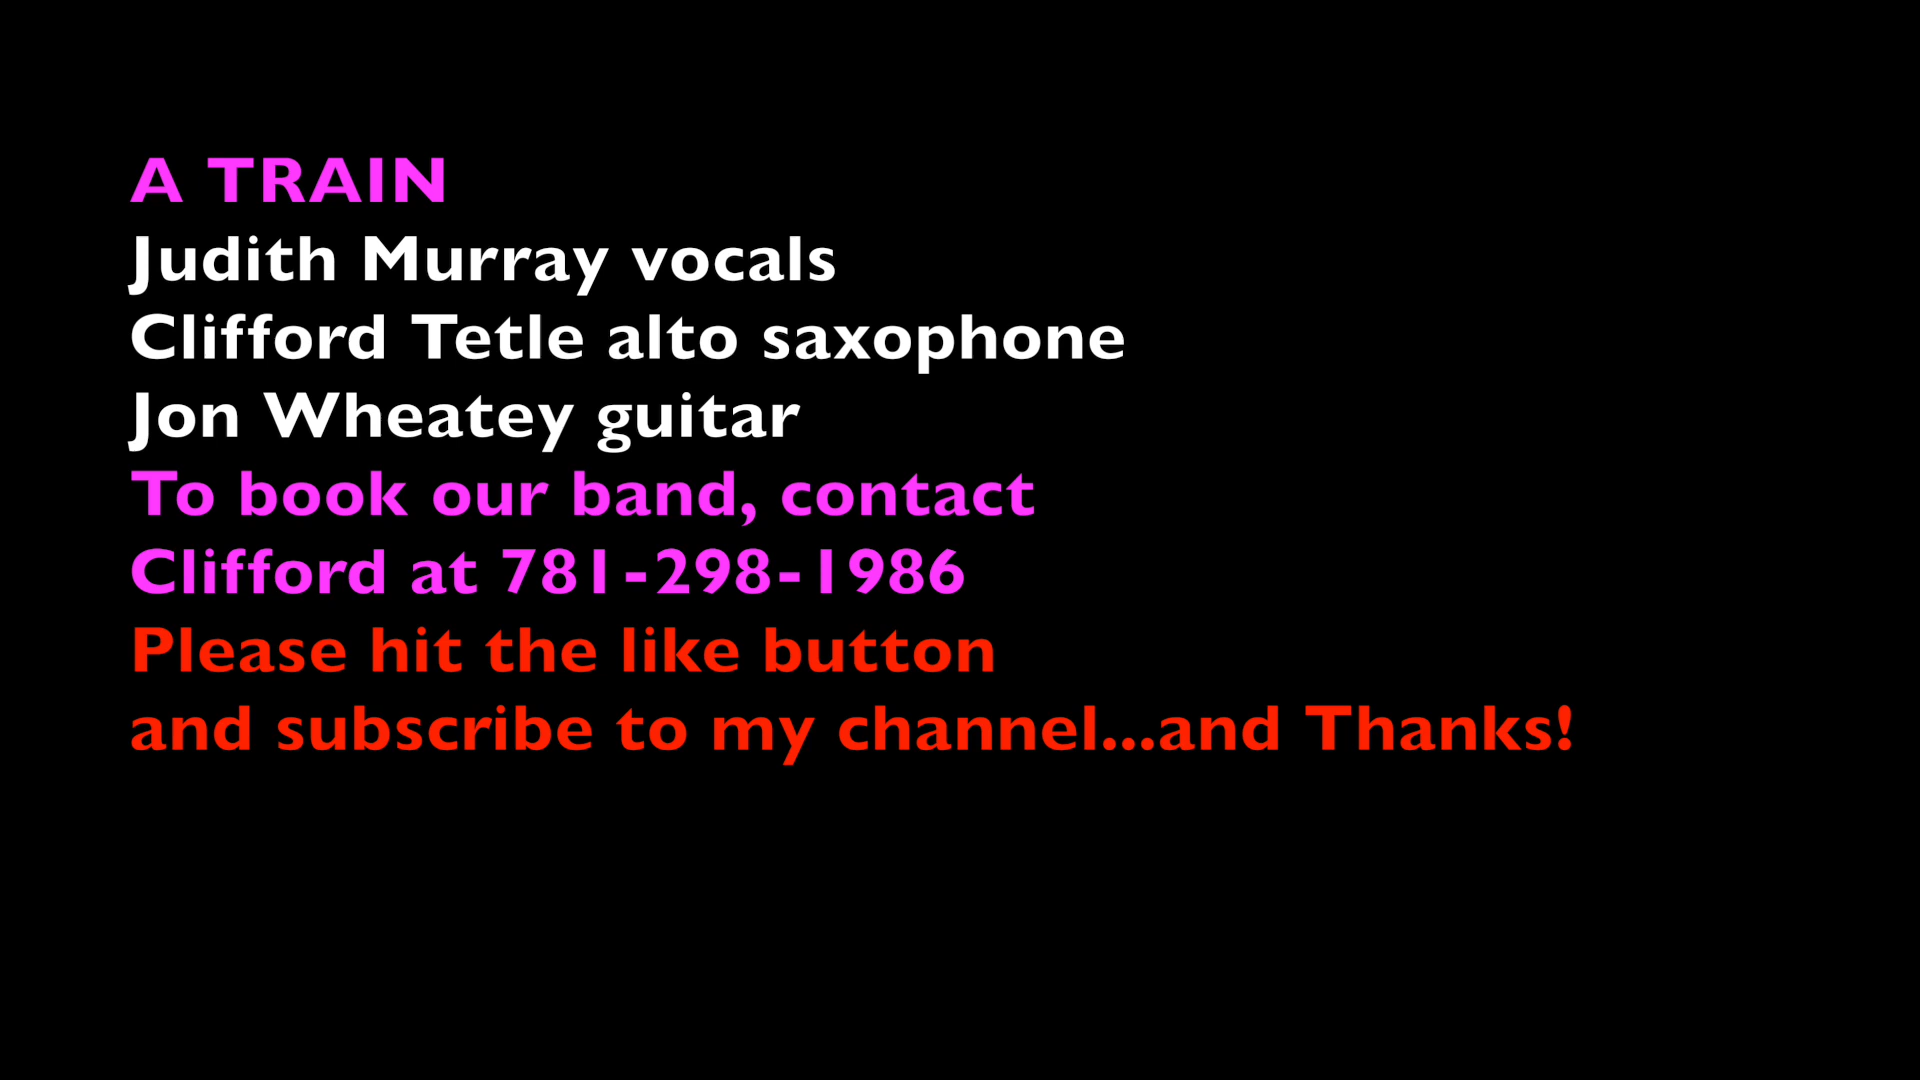 A TRAIN
Judith Murray vocals
Clifford Tetle alto saxophone
Jon Wheatey guitar
To book our band, contact
Clifford at 781-298-1986
Please hit the like button
and subscribe to my channel...and Thanks!